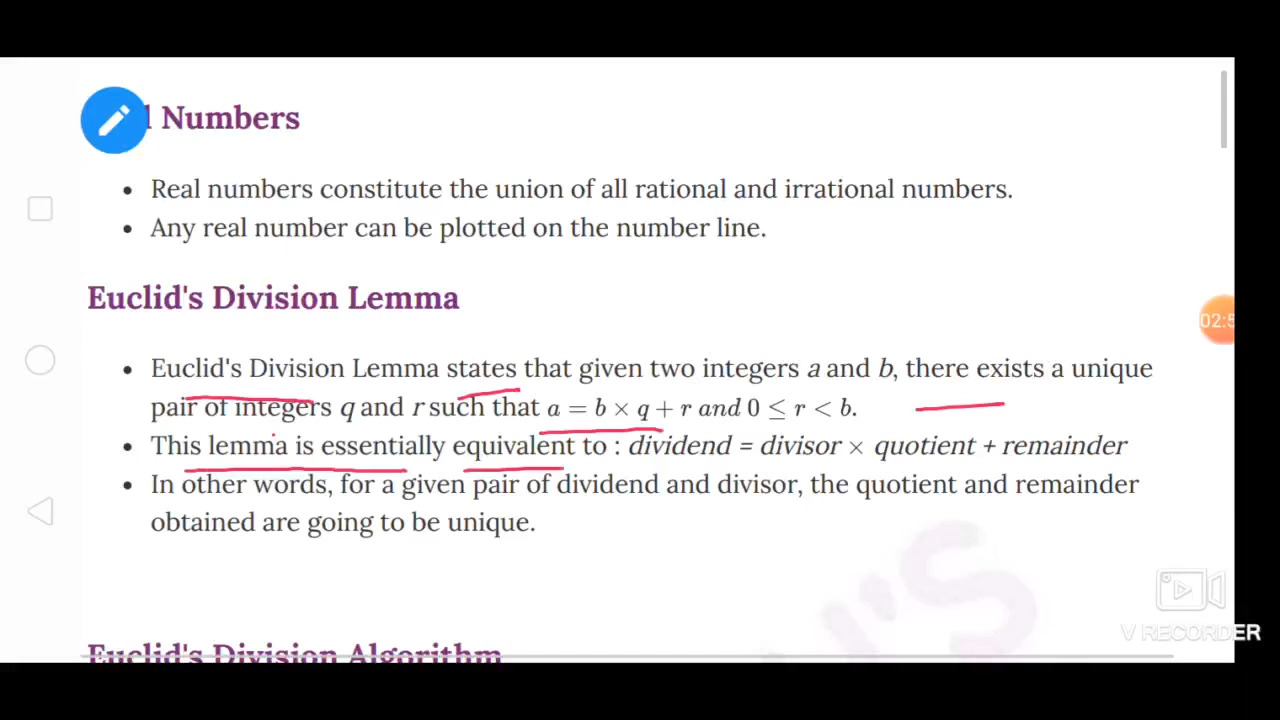 l Numbers
• Real numbers constitute the union of all rational and irrational numbers.
• Any real number can be plotted on the number line.
Euclid's Division Lemma
02:5
• Euclid's Division Lemma states that given two integers a and b, there exists a unique
pair of integers q and r such that a = b × q + r and 0 ≤ r < b.
• This lemma is essentially equivalent to : dividend = divisor × quotient + remainder
• In other words, for a given pair of dividend and divisor, the quotient and remainder
obtained are going to be unique.
V RECORDER
Euclid's Division Algorithm